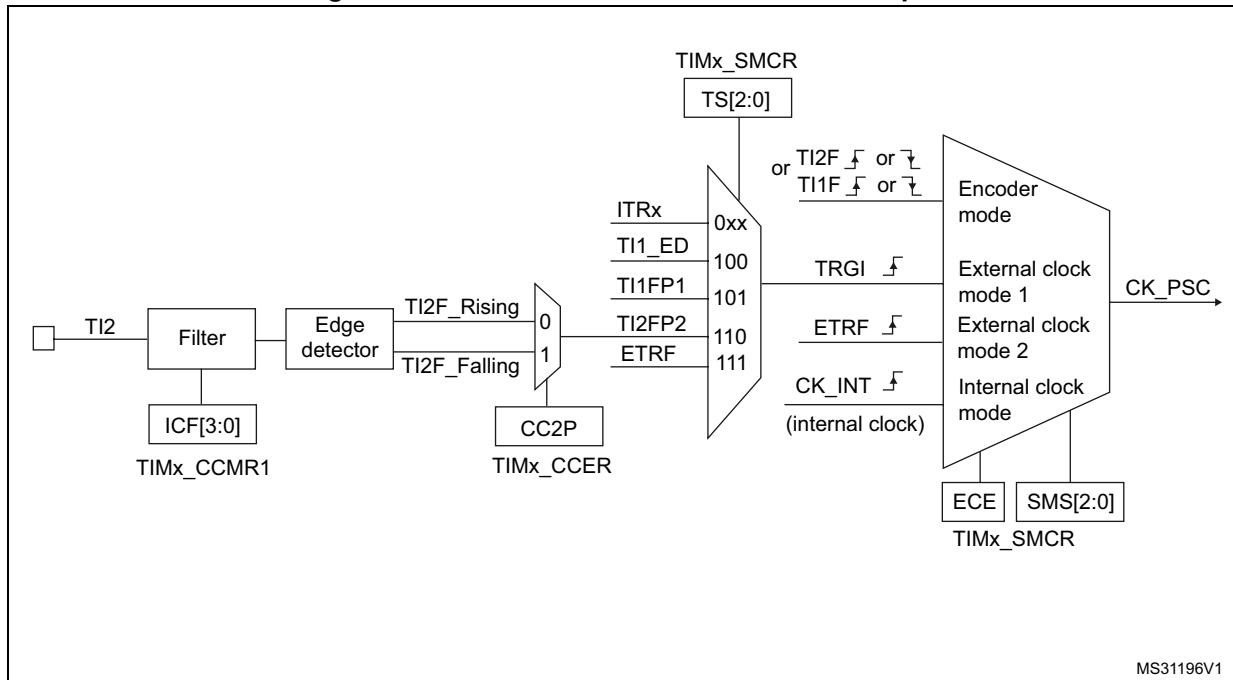 TIMx_SMCR
TS[2:0]
or TI2F or
TI1F or
Encoder
mode
ITRx
0xx
TI1_ED
100
TRGI
External clock
mode 1
CK_PSC
TI1FP1
101
TI2F_Rising
0
TI2FP2
110
ETRF
External clock
mode 2
TI2
Filter
Edge
detector
TI2F_Falling
1
ETRF
111
CK_INT
(internal clock)
Internal clock
mode
ICF[3:0]
TIMx_CCMR1
CC2P
TIMx_CCER
ECE
SMS[2:0]
TIMx_SMCR
MS31196V1